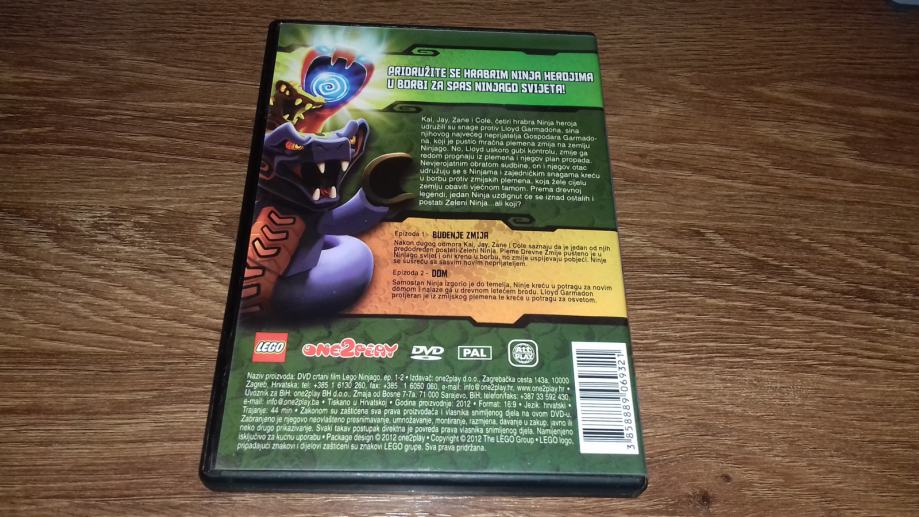 PRIDRUŽITE SE HRABRIM NINJA HEROJIMA
U BORBI ZA SPAS NINJAGO SVIJETA!
Kai, Jay, Zane i Cole, četiri hrabra Ninja heroja
udružili su snage protiv Lloyd Garmadona, sina
njihovog najvećeg neprijatelja Gospodara Garmado-
na, koji je pustio mračna plemena zmija na zemlju
Ninjago. No, Lloyd uskoro gubi kontrolu, zmije ga
redom prognaju iz plemena i njegov plan propada.
Nevjerojatnim obratom sudbine, on i njegov otac
udružuju se s Ninjama i zajedničkim snagama kreću
u borbu protiv zmijskih plemena, koja žele cijelu
zemlju obaviti vječnom tamom. Prema drevnoj
legendi, jedan Ninja uzdignut će se iznad ostalih i
postati Zeleni Ninja...ali koji?
Epizoda 1 - BUĐENJE ZMIJA
Nakon dugog odmora Kai, Jay, Zane i Cole saznaju da je jedan od njih
predodređen postati Zeleni Ninja. Pleme Drevne Zmije pušteno je u
Ninjago svijet i oni kreću u borbu, no zmije uspijevaju pobjeći. Ninje
se susreću sa sasvim novim neprijateljem.
Epizoda 2 - DOM
Samostan Ninja izgorio je do temelja, Ninje kreću u potragu za novim
domom i nalaze ga u drevnom letećem brodu. Lloyd Garmadon
protjeran je iz zmijskog plemena te kreće u potragu za osvetom.
LEGO ONE2PLAY DVD PAL ALL PLAY
Naziv proizvoda: DVD crtani film Lego Ninjago, ep. 1-2 • Izdavač: one2play d.o.o., Zagrebačka cesta 143a, 10000
Zagreb, Hrvatska; tel: +385 1 6130 260, fax: +385 1 6050 060, e-mail: info@one2play.hr, www.one2play.hr •
Uvoznik za BiH: one2play BH d.o.o., Zmaja od Bosne 7-7a, 71 000 Sarajevo, BiH, telefon/faks: +387 33 592 430,
e-mail: info@one2play.ba • Tiskano u Hrvatskoj • Godina proizvodnje: 2012 • Format: 16:9 • Jezik: hrvatski •
Trajanje: 44 min • Zakonom su zaštićena sva prava proizvođača i vlasnika snimljenog djela na ovom DVD-u.
Zabranjeno je njegovo neovlašteno presnimavanje, umnožavanje, montiranje, razmjena, davanje u zakup, javno ili
neko drugo prikazivanje. Svaki takav postupak direktna je povreda prava vlasnika snimljenog djela. Namijenjeno
isključivo za kućnu uporabu • Package design © 2012 one2play • Copyright © 2012 The LEGO Group • LEGO logo,
pripadajući znakovi i dijelovi zaštićeni su znakovi LEGO grupe. Sva prava pridržana.
3 858889 069321